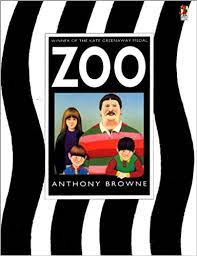 WINNER OF THE KATE GREENAWAY MEDAL
ZOO
ANTHONY BROWNE